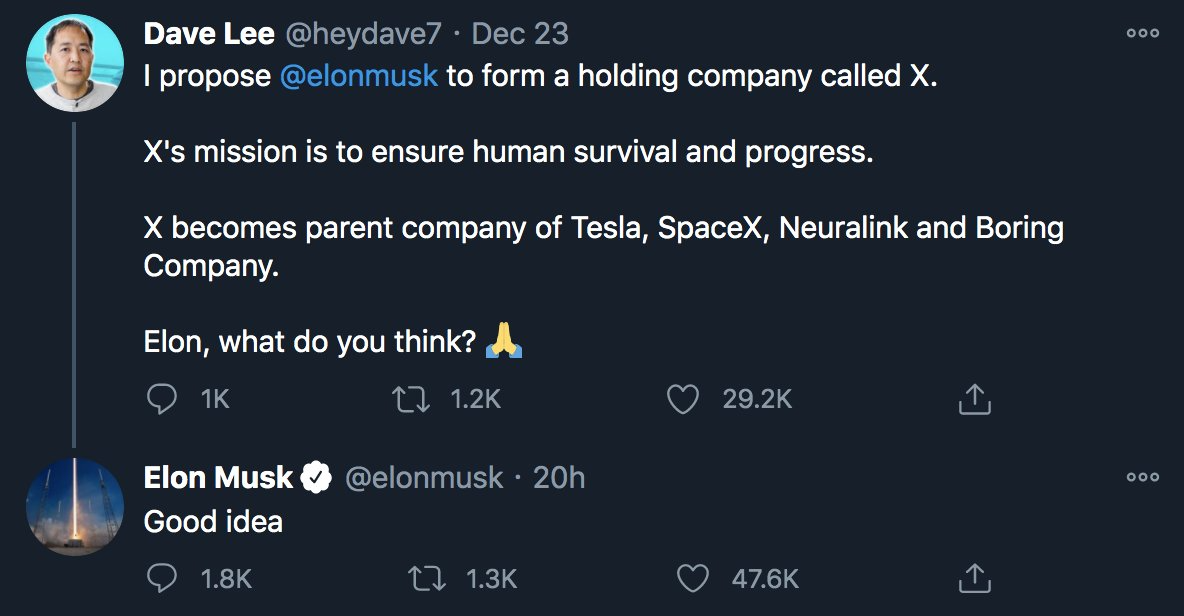 Dave Lee @heydave7 · Dec 23
I propose @elonmusk to form a holding company called X.
X's mission is to ensure human survival and progress.
X becomes parent company of Tesla, SpaceX, Neuralink and Boring
Company.
Elon, what do you think? 🙏
1K 1.2K 29.2K
Elon Musk @elonmusk · 20h
Good idea
1.8K 1.3K 47.6K